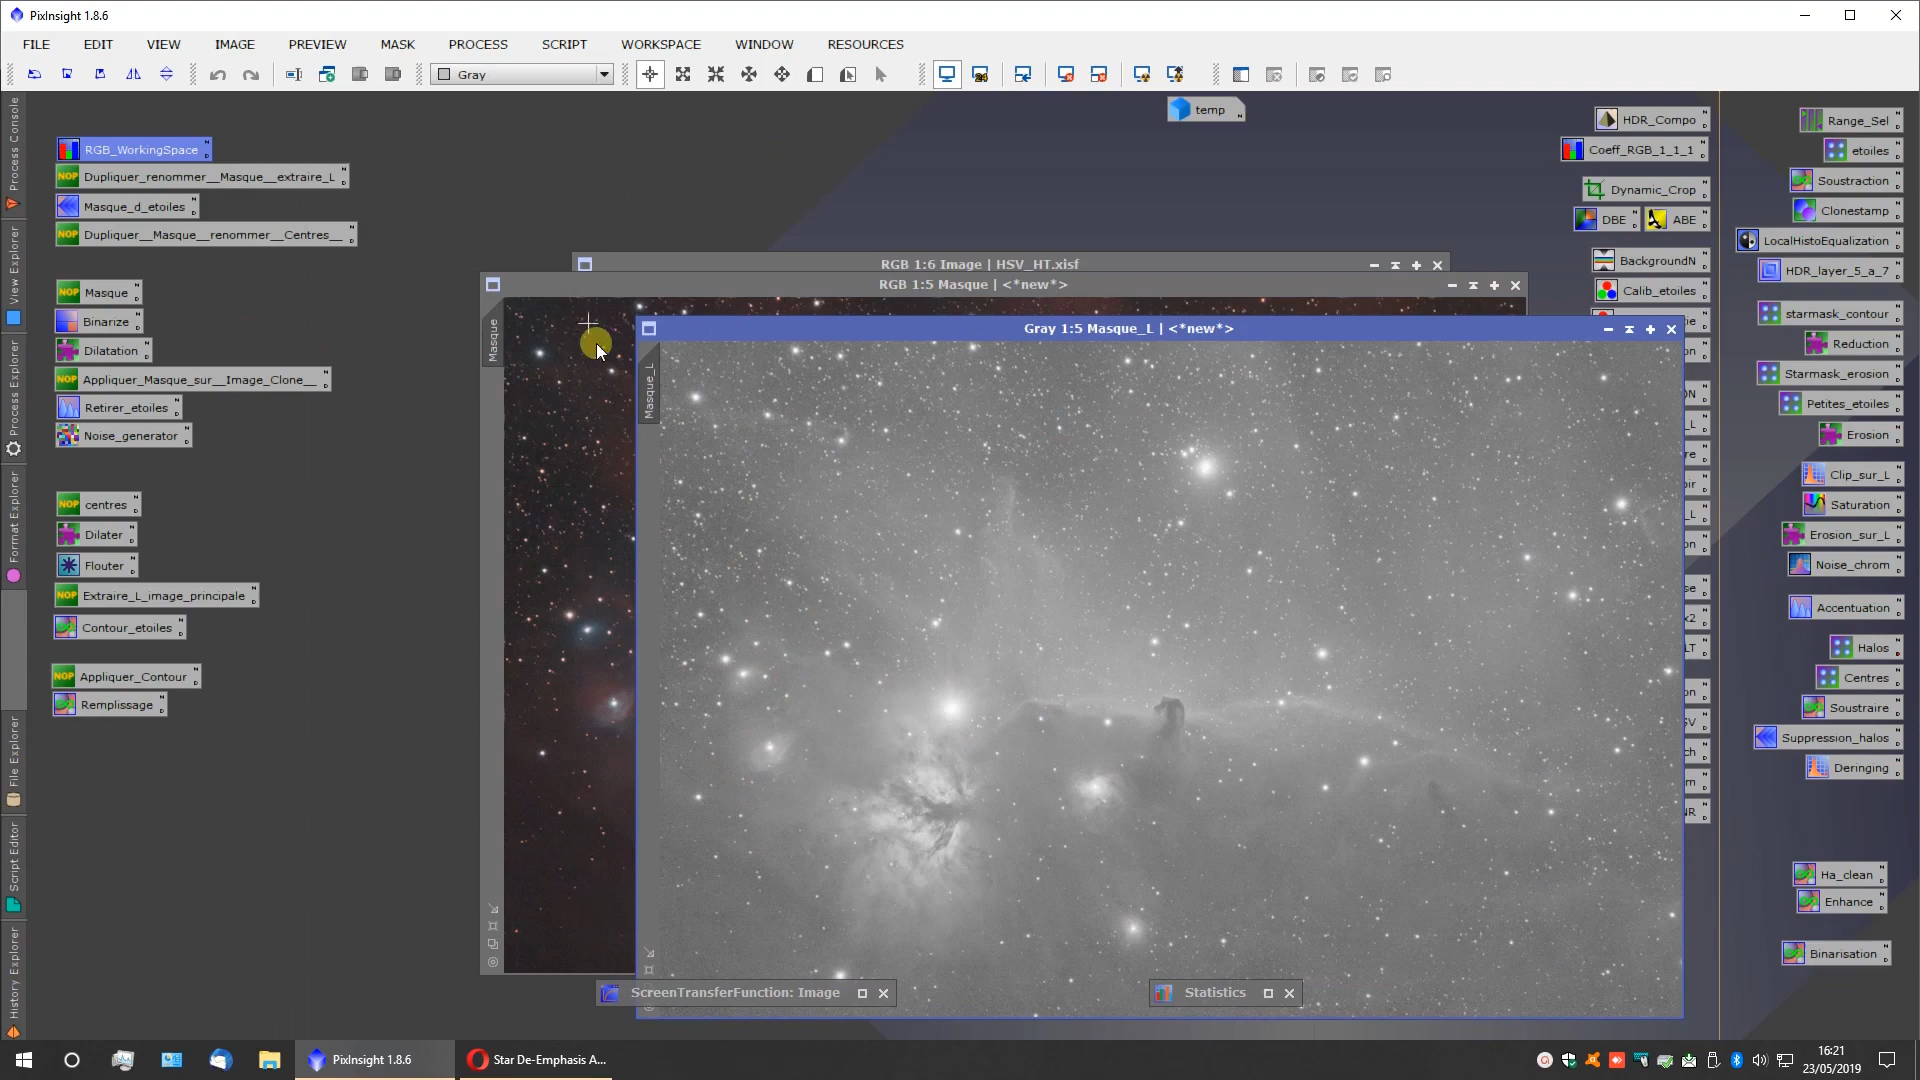 PixInsight 1.8.6
FILE EDIT VIEW IMAGE PREVIEW MASK PROCESS SCRIPT WORKSPACE WINDOW RESOURCES
Gray
Process Console
View Explorer
Process Explorer
Format Explorer
File Explorer
Script Editor
History Explorer
RGB_WorkingSpace
Dupliquer_renommer__Masque__extraire_L
Masque_d_etoiles
Dupliquer__Masque__renommer__Centres__
Masque
Binarize
Dilatation
Appliquer_Masque_sur__Image_Clone__
Retirer_etoiles
Noise_generator
centres
Dilater
Flouter
Extraire_L_image_principale
Contour_etoiles
Appliquer_Contour
Remplissage
temp
RGB 1:6 Image | HSV_HT.xisf
RGB 1:5 Masque | <*new*>
Masque
Gray 1:5 Masque_L | <*new*>
Masque_L
ScreenTransferFunction: Image
Statistics
HDR_Compo
Coeff_RGB_1_1_1
Dynamic_Crop
DBE
ABE
BackgroundN
Calib_etoiles
Range_Sel
etoiles
Soustraction
Clonestamp
LocalHistoEqualization
HDR_layer_5_a_7
starmask_contour
Reduction
Starmask_erosion
Petites_etoiles
Erosion
Clip_sur_L
Saturation
Erosion_sur_L
Noise_chrom
Accentuation
Halos
Centres
Soustraire
Suppression_halos
Deringing
Ha_clean
Enhance
Binarisation
PixInsight 1.8.6
Star De-Emphasis A...
16:21
23/05/2019